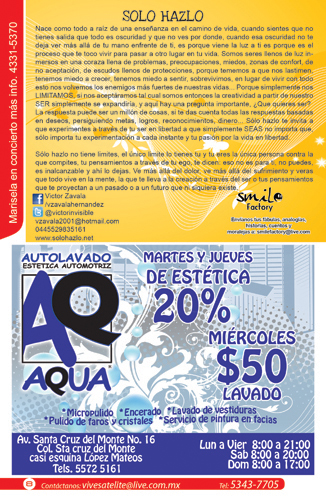 SOLO HAZLO
Nace como todo a raíz de una enseñanza en el camino de vida, cuando sientes que no
tienes salida que todo es oscuridad y que no ves por donde, cuando esa oscuridad no te
deja ver más allá de tu mano enfrente de ti, es porque viene la luz a ti es porque es el
proceso que te toco vivir para pasar a otro lugar en tu vida. Somos seres llenos de luz in-
mersos en una coraza llena de problemas, preocupaciones, miedos, zonas de confort, de
no aceptación, de escudos llenos de protecciones, porque tenemos a que nos lastimen,
tenemos miedo a crecer, tenemos miedo a sentir, sobrevivimos, en lugar de vivir con todo
esto nos volvemos los enemigos más fuertes de nuestras vidas... Porque simplemente nos
LIMITAMOS, si nos aceptáramos tal cual somos entonces la creatividad a partir de nuestro
SER simplemente se expandiría, y aquí hay una pregunta importante, ¿Que quieres ser?
La respuesta puede ser un millón de cosas, si te das cuenta todas las respuestas basadas
en deseos, persiguiendo metas, logros, reconocimientos, dinero... Sólo hazlo te invita a
que experimentes a través de tu ser en libertad a que simplemente SEAS no importa que,
sólo importa tu experimentación a cada instante y tu pasión por la vida en libertad.
Sólo hazlo no tiene limites, el único limite lo tienes tu y tu eres la única persona contra la
que compites, tu pensamientos a través de tu ego, te dicen: eso no es para ti, no puedes,
es inalcanzable y ahí lo dejas. Ve más allá del dolor, ve más allá del sufrimiento y verás
que todo vive en la mente, la que te lleva a la creación a través del ser o tus pensamientos
que te proyectan a un pasado o a un futuro que ni siquiera existe.
Victor Zavala
/vzavalahernandez
@victorinvisible
vzavala2001@hotmail.com
0445529835161
www.solohazlo.net
smile
Factory
Envíanos tus fábulas, analogías,
historias, cuentos y
moralejas a: smilefactory@live.com
Marisela en concierto más info. 4331-5370
AUTOLAVADO
ESTETICA AUTOMOTRIZ
AQ
AQUA
MARTES Y JUEVES
DE ESTÉTICA
20%
MIÉRCOLES
$50
LAVADO
*Micropulido *Encerado *Lavado de vestiduras
*Pulido de faros y cristales *Servicio de pintura en facias
Av. Santa Cruz del Monte No. 16
Col. Sta cruz del Monte
casi esquina López Mateos
Tels. 5572 5161
Lun a Vier 8:00 a 21:00
Sab 8:00 a 20:00
Dom 8:00 a 17:00
8
Contáctanos: vivesatelite@live.com.mx
Tel: 5343-7705